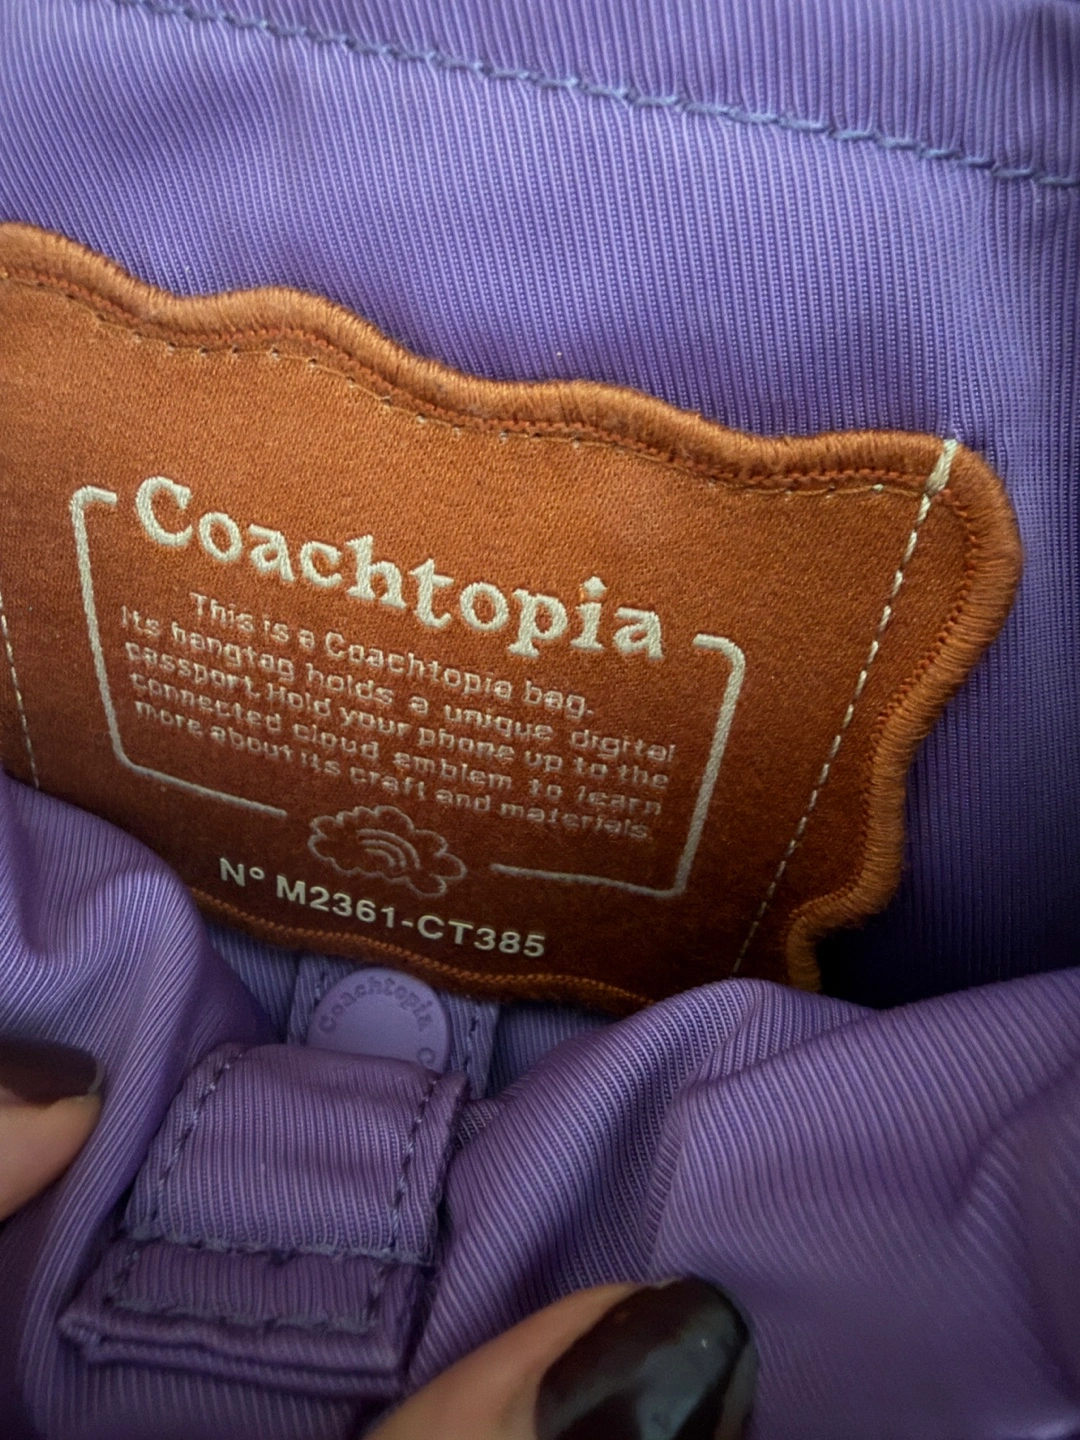 Coachtopia
This is a Coachtopia bag.
Its hangtag holds a unique digital
passport. Hold your phone up to the
connected cloud emblem to learn
more about its craft and materials.
Nº M2361-CT385
Coachtopia C